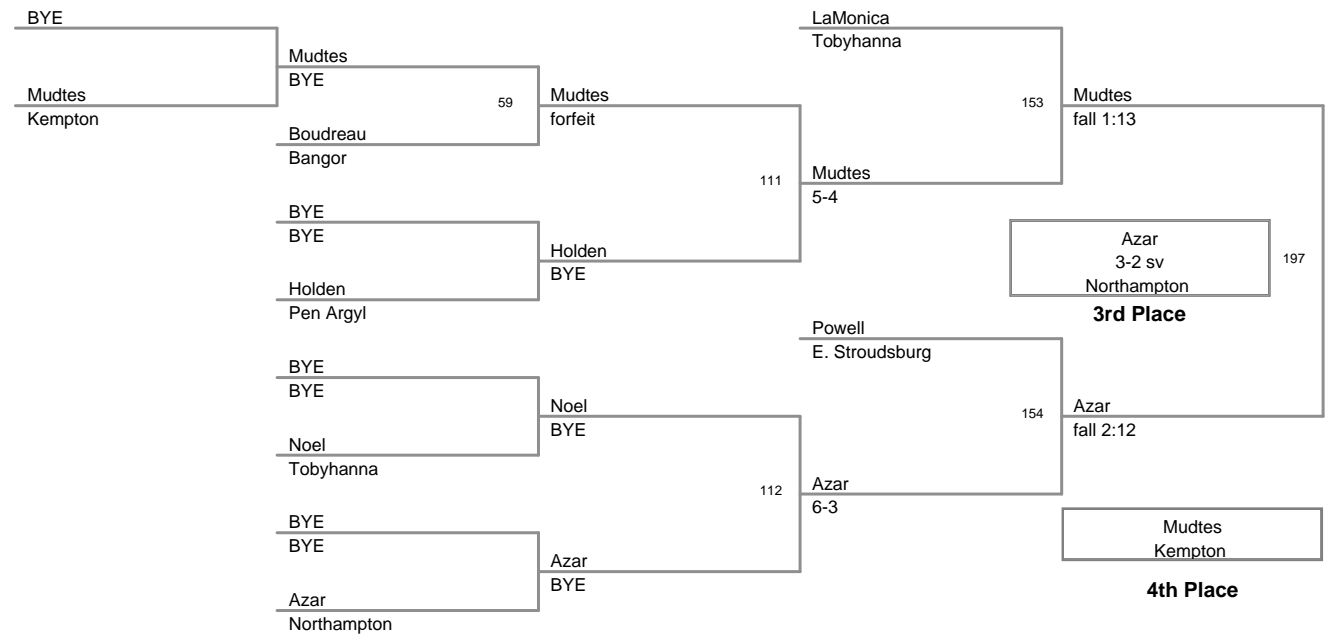 BYE
Mudtes
Kempton
Mudtes
BYE
Boudreau
Bangor
59
Mudtes
forfeit
BYE
BYE
Holden
Pen Argyl
Holden
BYE
111
Mudtes
5-4
LaMonica
Tobyhanna
153
Mudtes
fall 1:13
Azar
3-2 sv
Northampton
197
3rd Place
BYE
BYE
Noel
Tobyhanna
Noel
BYE
BYE
BYE
Azar
Northampton
Azar
BYE
112
Azar
6-3
Powell
E. Stroudsburg
154
Azar
fall 2:12
Mudtes
Kempton
4th Place